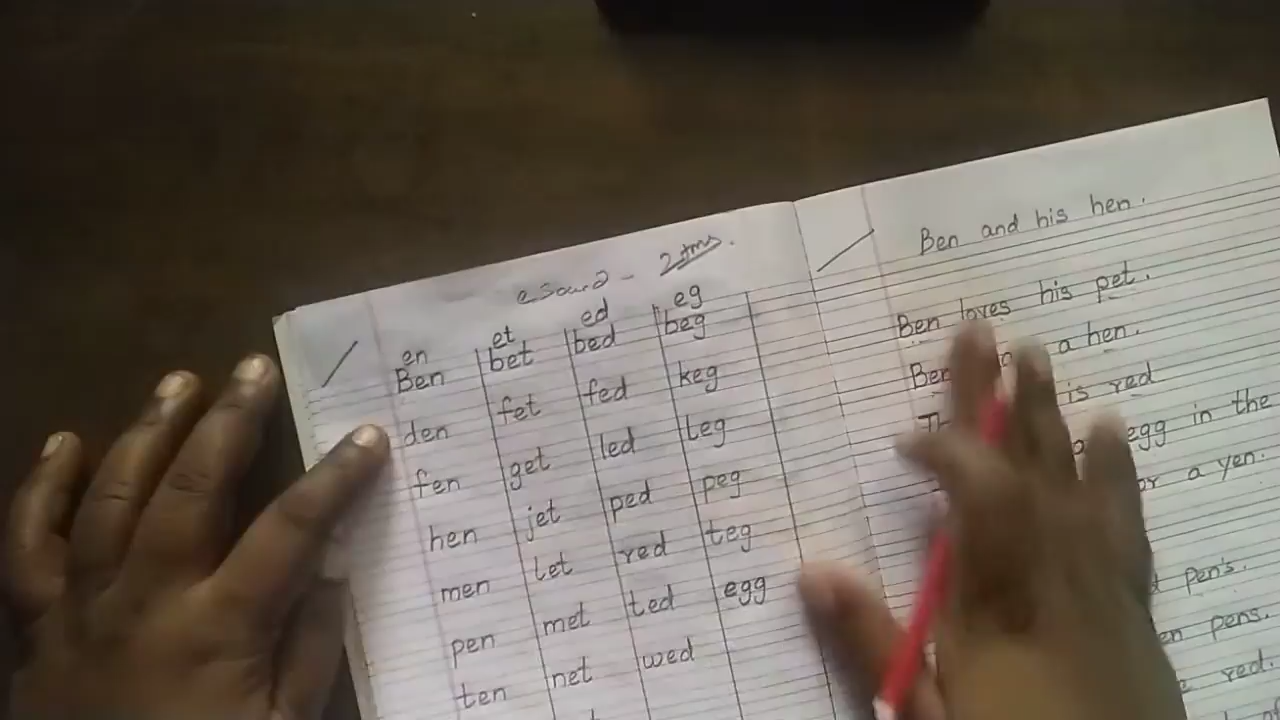 e sound - 2 tms.
en et ed eg
Ben bet bed beg
den fet fed keg
fen get led leg
hen jet ped peg
men let red teg
pen met ted egg
ten net wed
Ben and his hen.
Ben loves his pet.
Ben a hen.
is red
egg in the
a yen.
pen's.
pens.
red.